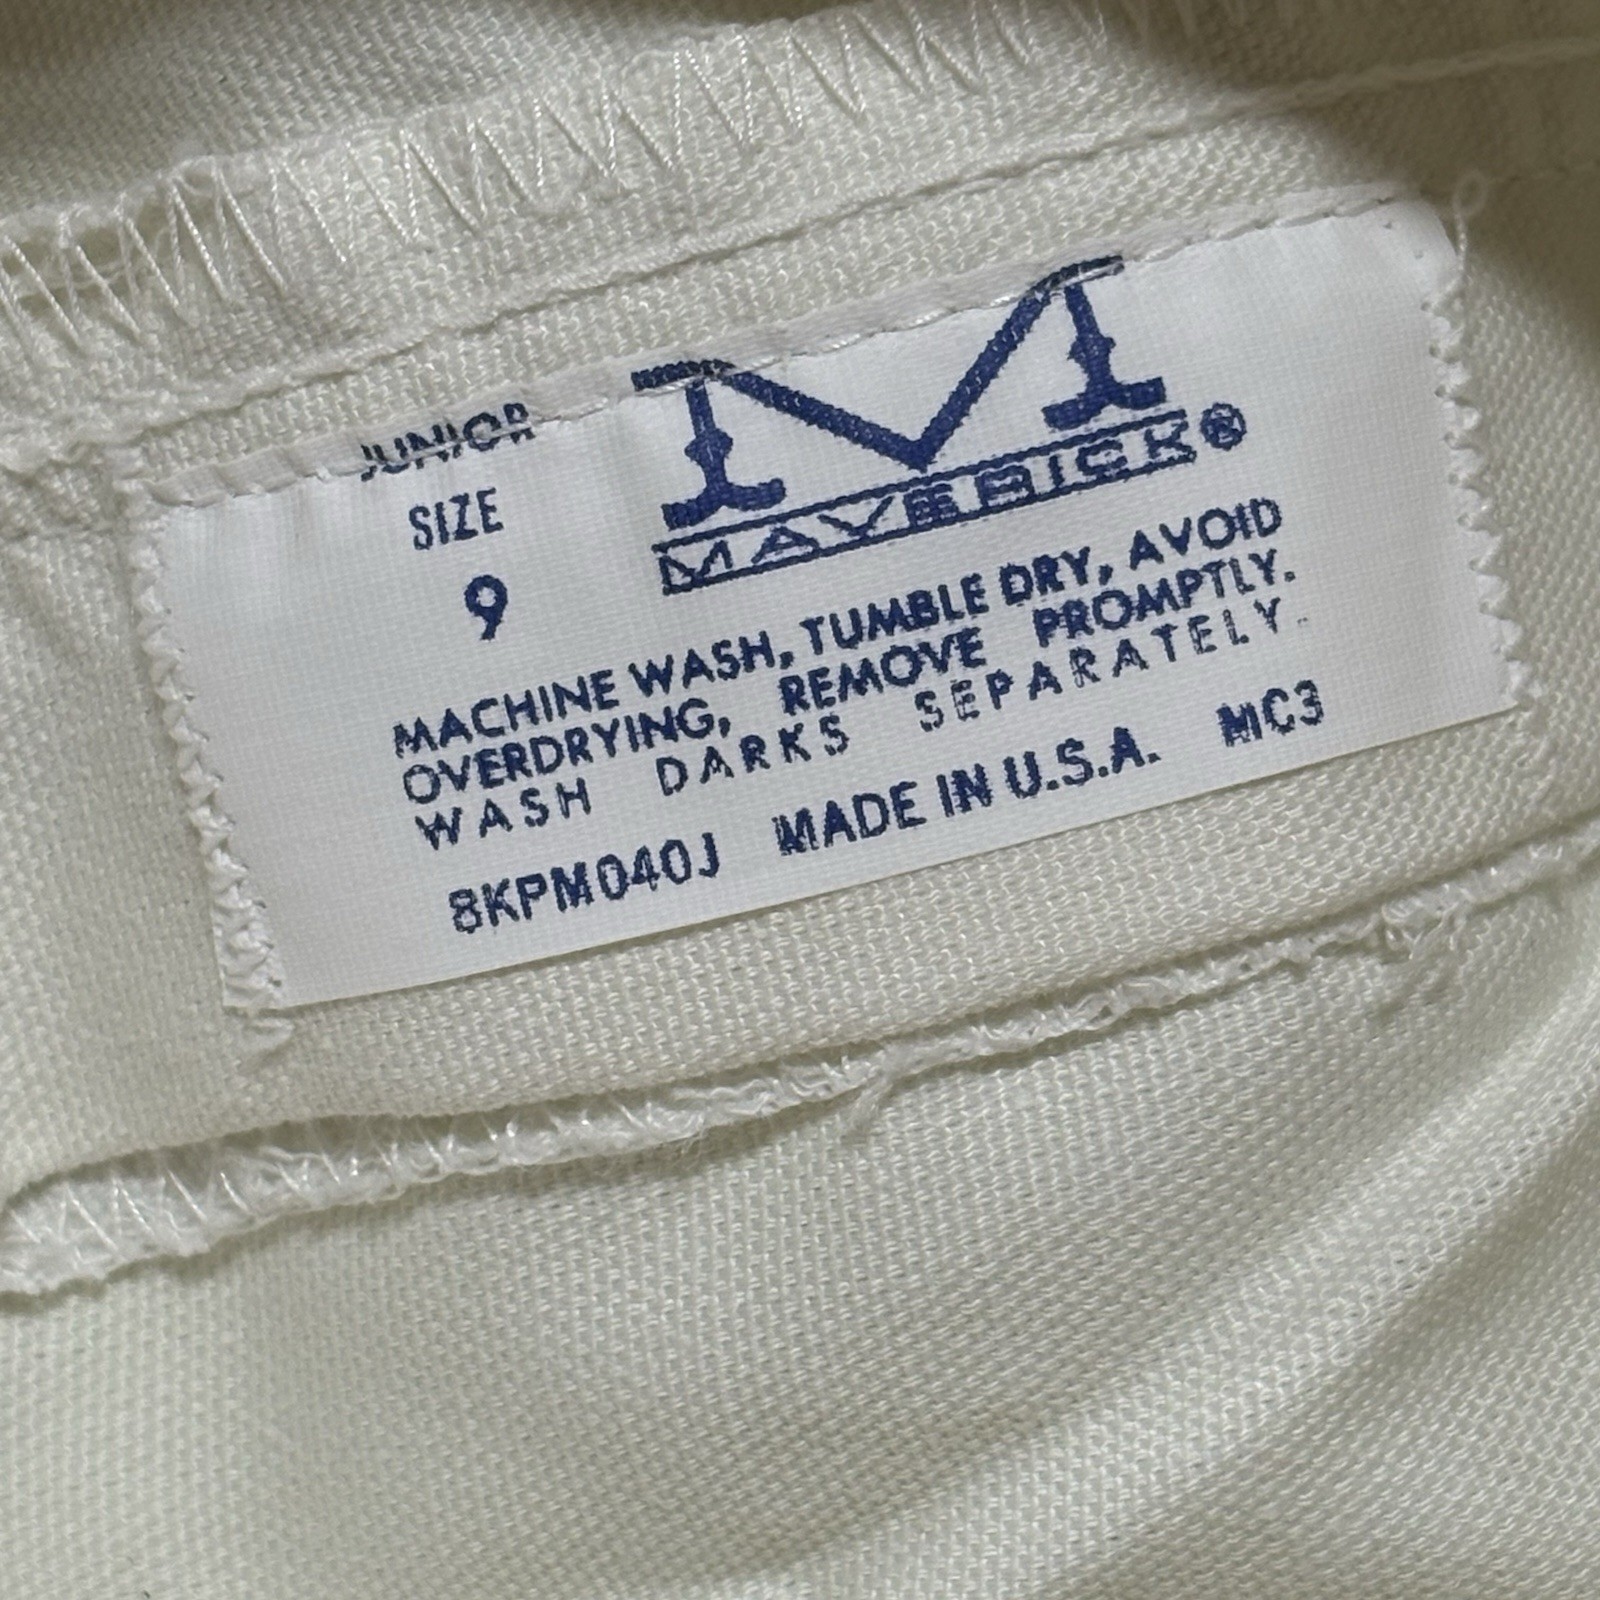 JUNIOR
SIZE
9
M
MAVERICK®
MACHINE WASH, TUMBLE DRY, AVOID
OVERDRYING, REMOVE PROMPTLY.
WASH DARKS SEPARATELY.
8KPM040J MADE IN U.S.A. MC3